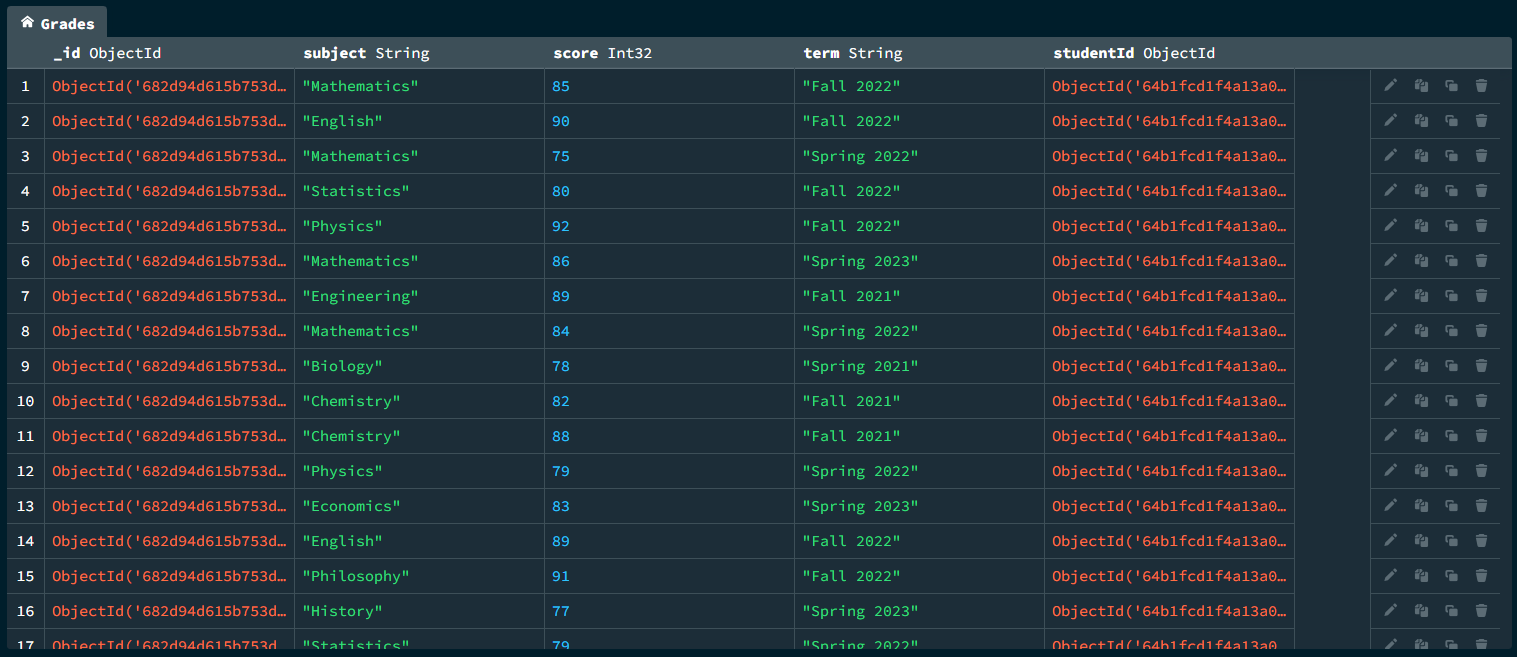 Grades
_id ObjectId subject String score Int32 term String studentId ObjectId
1 ObjectId('682d94d615b753d… "Mathematics" 85 "Fall 2022" ObjectId('64b1fcd1f4a13a0…
2 ObjectId('682d94d615b753d… "English" 90 "Fall 2022" ObjectId('64b1fcd1f4a13a0…
3 ObjectId('682d94d615b753d… "Mathematics" 75 "Spring 2022" ObjectId('64b1fcd1f4a13a0…
4 ObjectId('682d94d615b753d… "Statistics" 80 "Fall 2022" ObjectId('64b1fcd1f4a13a0…
5 ObjectId('682d94d615b753d… "Physics" 92 "Fall 2022" ObjectId('64b1fcd1f4a13a0…
6 ObjectId('682d94d615b753d… "Mathematics" 86 "Spring 2023" ObjectId('64b1fcd1f4a13a0…
7 ObjectId('682d94d615b753d… "Engineering" 89 "Fall 2021" ObjectId('64b1fcd1f4a13a0…
8 ObjectId('682d94d615b753d… "Mathematics" 84 "Spring 2022" ObjectId('64b1fcd1f4a13a0…
9 ObjectId('682d94d615b753d… "Biology" 78 "Spring 2021" ObjectId('64b1fcd1f4a13a0…
10 ObjectId('682d94d615b753d… "Chemistry" 82 "Fall 2021" ObjectId('64b1fcd1f4a13a0…
11 ObjectId('682d94d615b753d… "Chemistry" 88 "Fall 2021" ObjectId('64b1fcd1f4a13a0…
12 ObjectId('682d94d615b753d… "Physics" 79 "Spring 2022" ObjectId('64b1fcd1f4a13a0…
13 ObjectId('682d94d615b753d… "Economics" 83 "Spring 2023" ObjectId('64b1fcd1f4a13a0…
14 ObjectId('682d94d615b753d… "English" 89 "Fall 2022" ObjectId('64b1fcd1f4a13a0…
15 ObjectId('682d94d615b753d… "Philosophy" 91 "Fall 2022" ObjectId('64b1fcd1f4a13a0…
16 ObjectId('682d94d615b753d… "History" 77 "Spring 2023" ObjectId('64b1fcd1f4a13a0…
17 ObjectId('682d94d615b753d… "Statistics" 79 "Spring 2022" ObjectId('64b1fcd1f4a13a0…